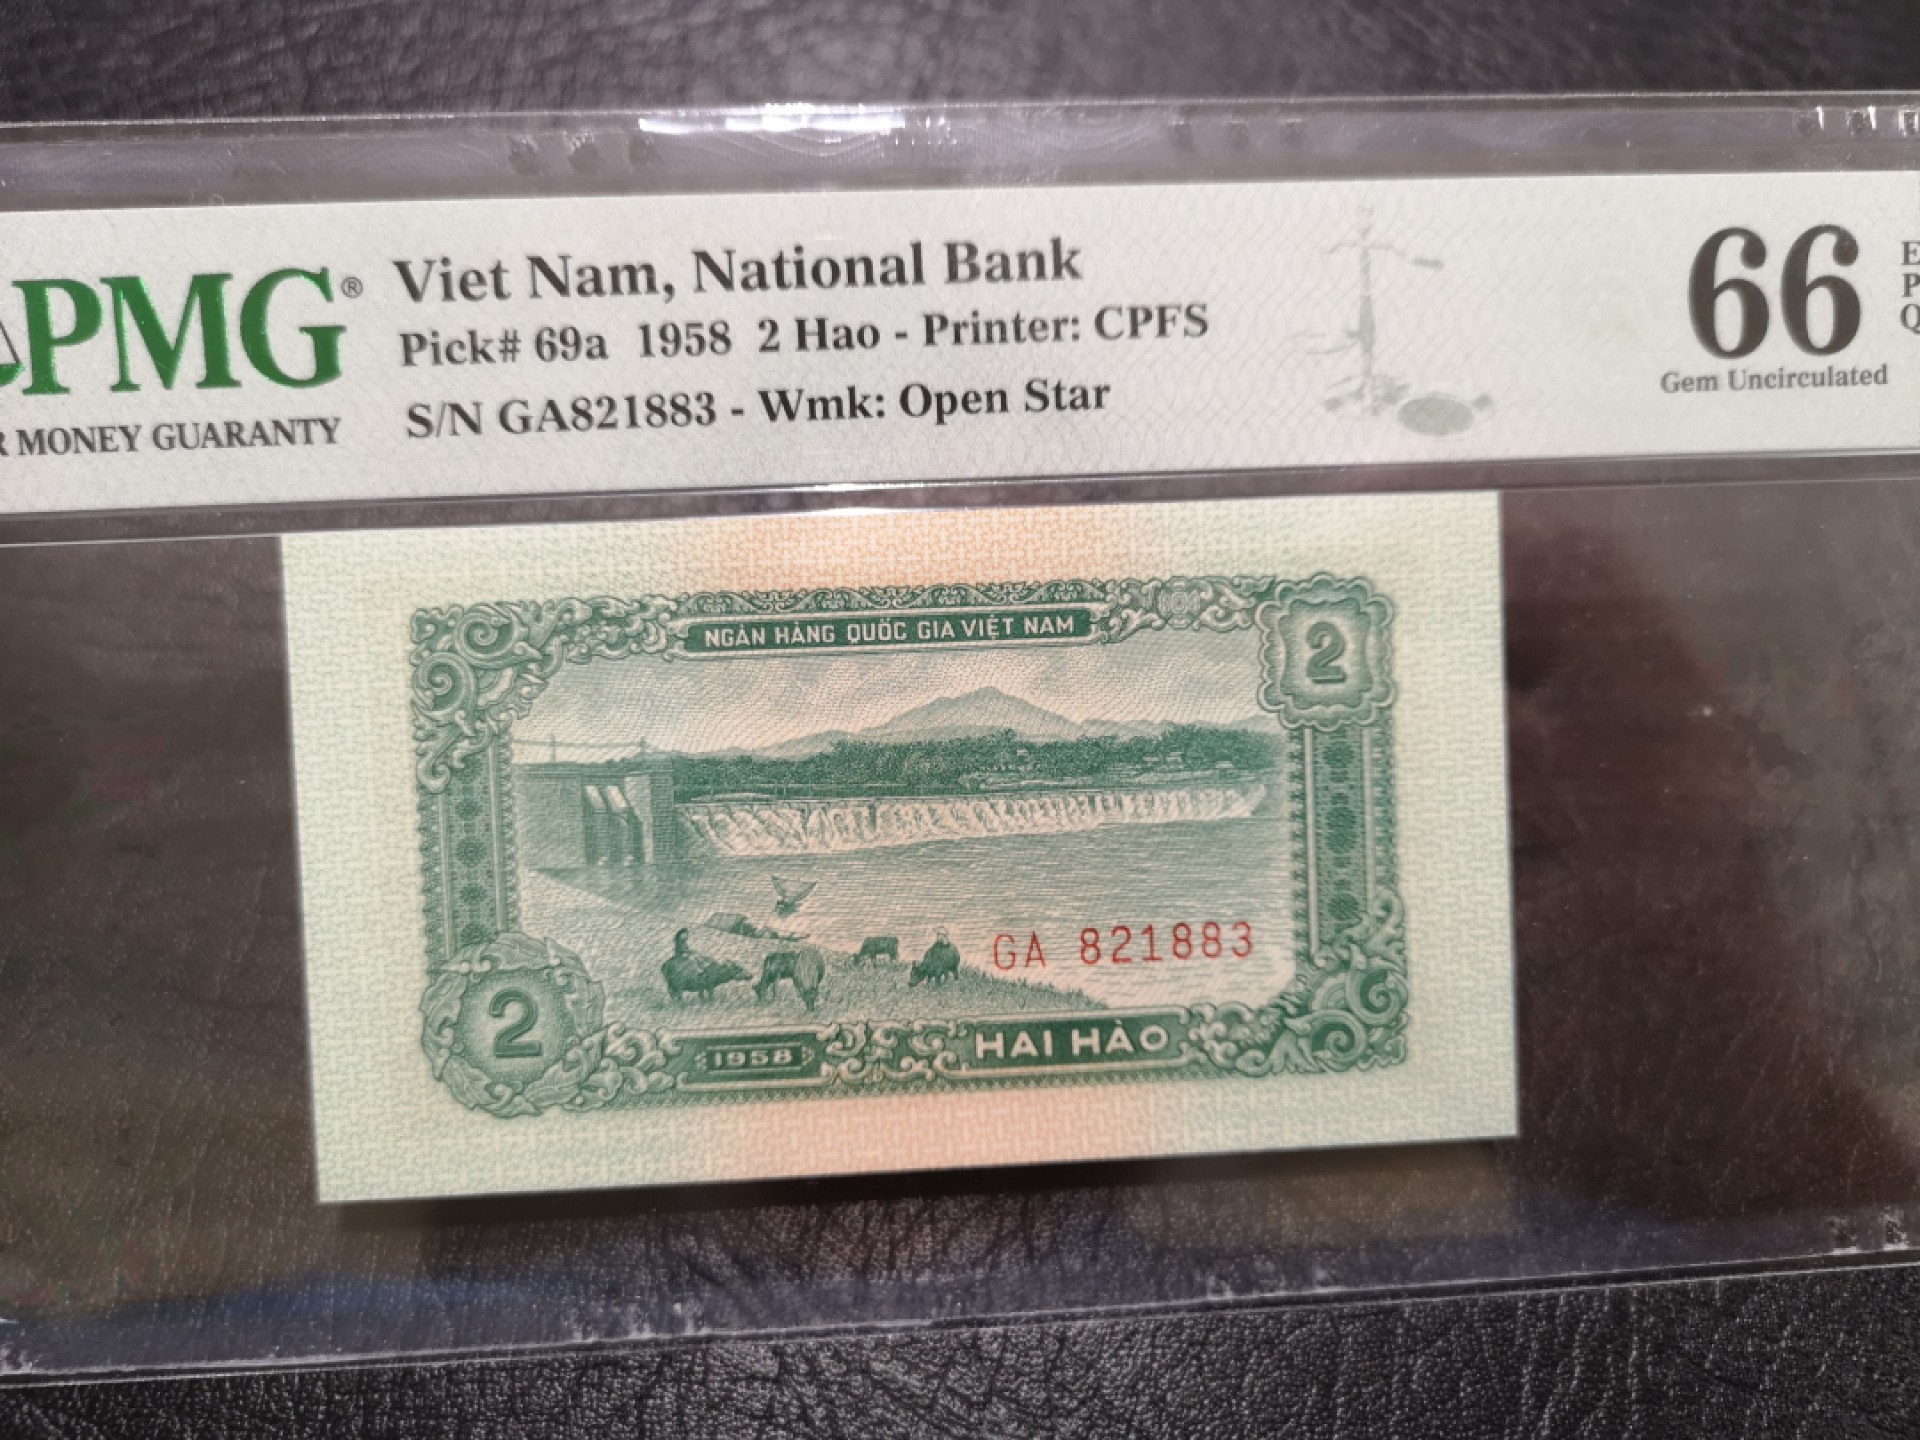 PMG®
MONEY GUARANTY
Viet Nam, National Bank
Pick# 69a 1958 2 Hao - Printer: CPFS
S/N GA821883 - Wmk: Open Star
66
Gem Uncirculated
E
P
Q
NGÂN HÀNG QUỐC GIA VIỆT NAM
2
GA 821883
2
1958
HAI HÀO